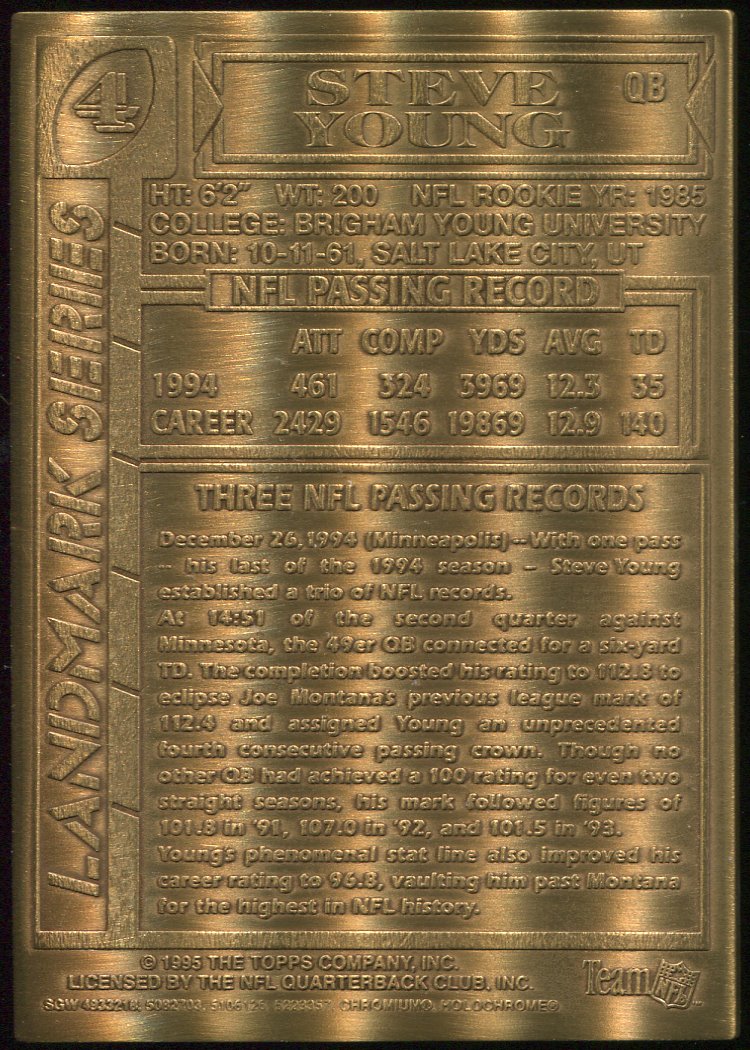 4
STEVE
YOUNG
QB
LANDMARK SERIES
HT: 6'2" WT: 200 NFL ROOKIE YR: 1985
COLLEGE: BRIGHAM YOUNG UNIVERSITY
BORN: 10-11-61, SALT LAKE CITY, UT
NFL PASSING RECORD
ATT COMP YDS AVG TD
1994 461 324 3969 12.3 35
CAREER 2429 1546 19869 12.9 140
THREE NFL PASSING RECORDS
December 26, 1994 (Minneapolis) -- With one pass
-- his last of the 1994 season -- Steve Young
established a trio of NFL records.
At 14:51 of the second quarter against
Minnesota, the 49er QB connected for a six-yard
TD. The completion boosted his rating to 112.8 to
eclipse Joe Montana's previous league mark of
112.4 and assigned Young an unprecedented
fourth consecutive passing crown. Though no
other QB had achieved a 100 rating for even two
straight seasons, his mark followed figures of
101.8 in '91, 107.0 in '92, and 101.5 in '93.
Young's phenomenal stat line also improved his
career rating to 96.8, vaulting him past Montana
for the highest in NFL history.
© 1995 THE TOPPS COMPANY, INC.
LICENSED BY THE NFL QUARTERBACK CLUB, INC.
CHROMIUM©, HOLOCHROME©
Team NFL